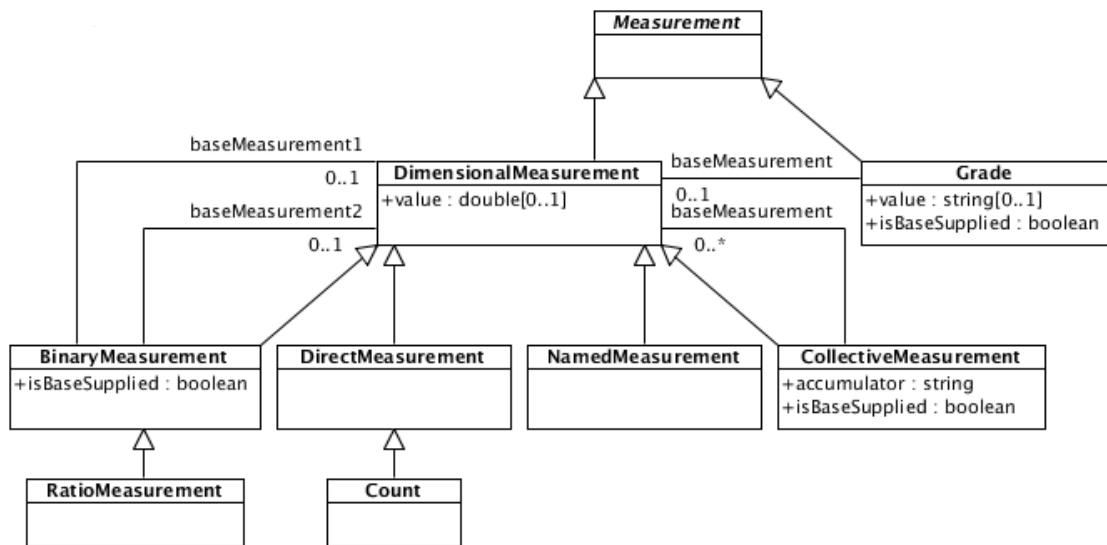 Measurement
baseMeasurement1
0..1
DimensionalMeasurement
+value : double[0..1]
baseMeasurement
0..1
Grade
+value : string[0..1]
+isBaseSupplied : boolean
baseMeasurement2
0..1
baseMeasurement
0..*
BinaryMeasurement
+isBaseSupplied : boolean
DirectMeasurement
NamedMeasurement
CollectiveMeasurement
+accumulator : string
+isBaseSupplied : boolean
RatioMeasurement
Count